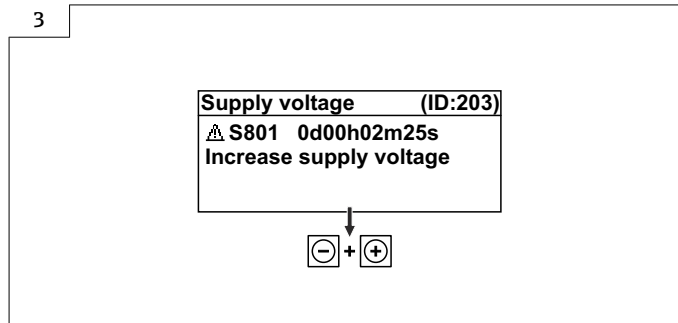 3
Supply voltage (ID:203)
⚠ S801 0d00h02m25s
Increase supply voltage
⊖ + ⊕